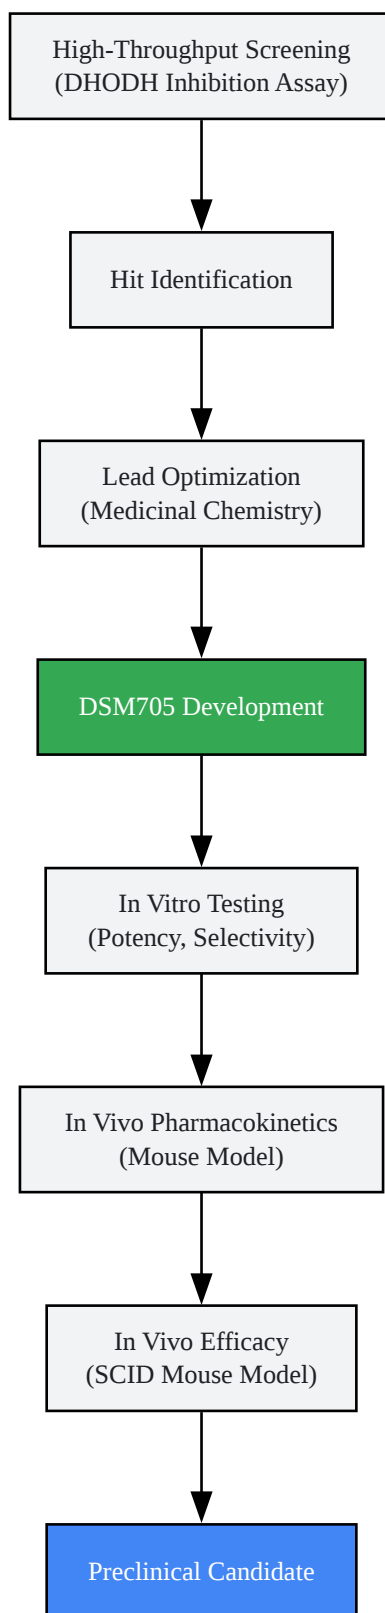 High-Throughput Screening
(DHODH Inhibition Assay)
Hit Identification
Lead Optimization
(Medicinal Chemistry)
DSM705 Development
In Vitro Testing
(Potency, Selectivity)
In Vivo Pharmacokinetics
(Mouse Model)
In Vivo Efficacy
(SCID Mouse Model)
Preclinical Candidate